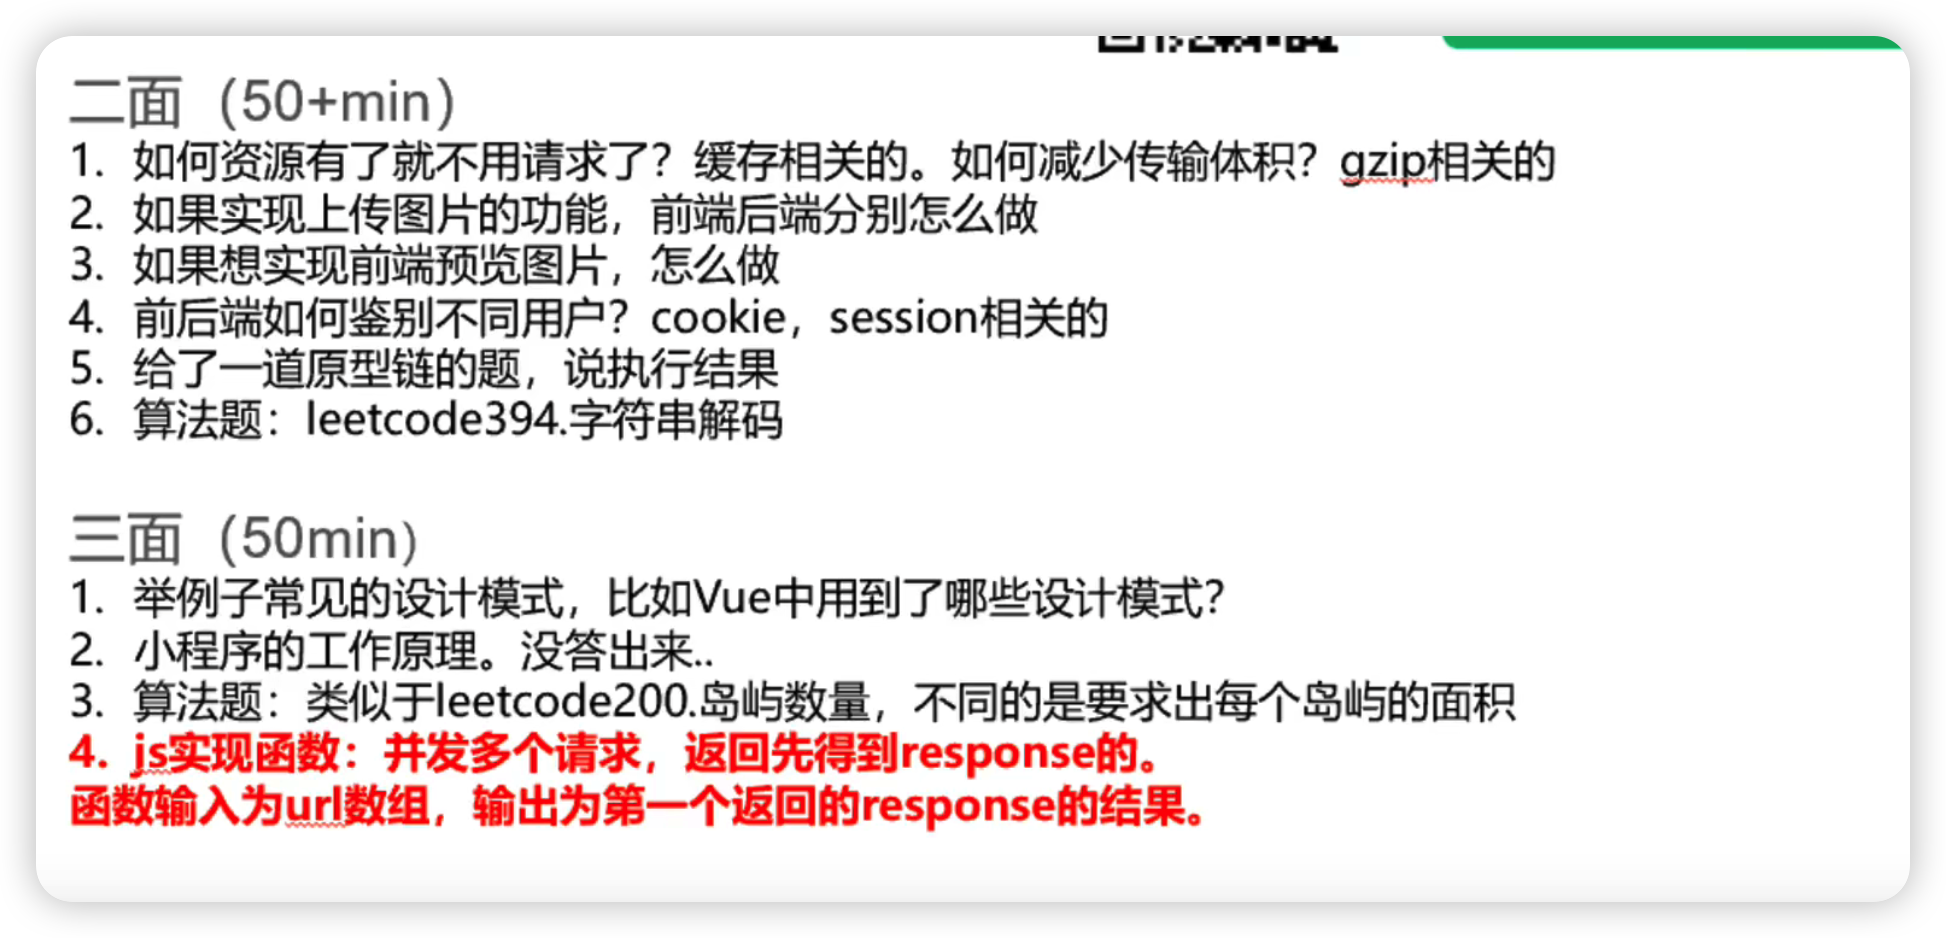 二面（50+min）
1. 如何资源有了就不用请求了？缓存相关的。如何减少传输体积？gzip相关的
2. 如果实现上传图片的功能，前端后端分别怎么做
3. 如果想实现前端预览图片，怎么做
4. 前后端如何鉴别不同用户？cookie，session相关的
5. 给了一道原型链的题，说执行结果
6. 算法题：leetcode394.字符串解码
三面（50min）
1. 举例子常见的设计模式，比如Vue中用到了哪些设计模式？
2. 小程序的工作原理。没答出来..
3. 算法题：类似于leetcode200.岛屿数量，不同的是要求出每个岛屿的面积
4. js实现函数：并发多个请求，返回先得到response的。
函数输入为url数组，输出为第一个返回的response的结果。